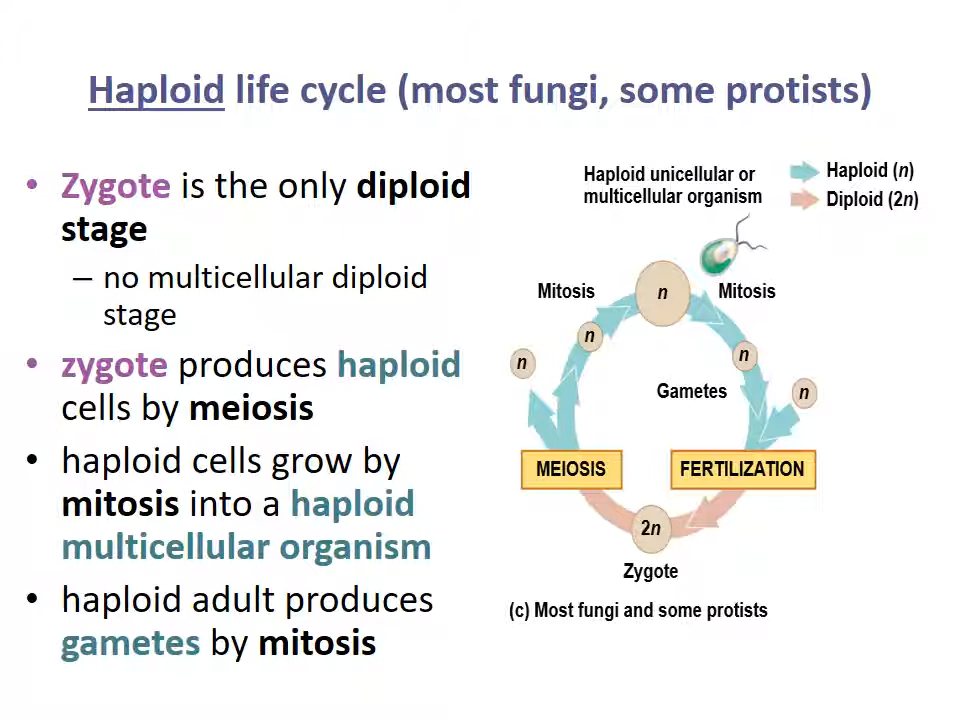 Haploid life cycle (most fungi, some protists)
• Zygote is the only diploid
stage
– no multicellular diploid
stage
• zygote produces haploid
cells by meiosis
• haploid cells grow by
mitosis into a haploid
multicellular organism
• haploid adult produces
gametes by mitosis
Haploid unicellular or
multicellular organism
Haploid (n)
Diploid (2n)
Mitosis
n
Mitosis
n
n
n
Gametes
n
MEIOSIS
FERTILIZATION
2n
Zygote
(c) Most fungi and some protists